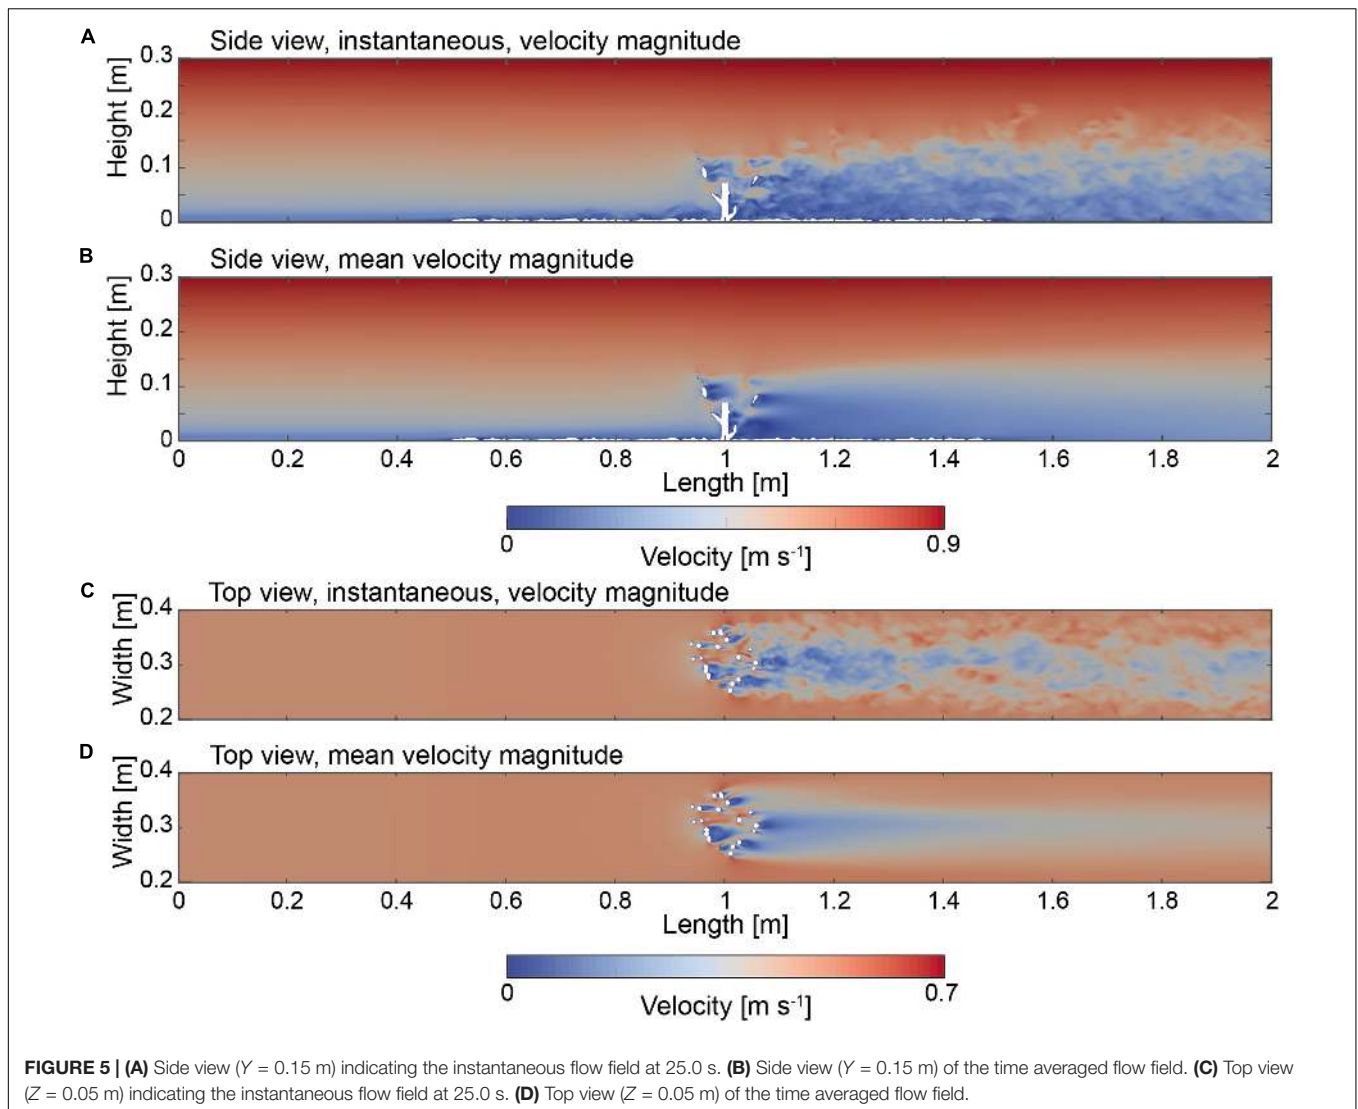 A
Side view, instantaneous, velocity magnitude
Height [m]
0.3
0.2
0.1
0
B
Side view, mean velocity magnitude
Height [m]
0.3
0.2
0.1
0
0 0.2 0.4 0.6 0.8 1 1.2 1.4 1.6 1.8 2
Length [m]
0 0.9
Velocity [m s-1]
C
Top view, instantaneous, velocity magnitude
Width [m]
0.4
0.3
0.2
D
Top view, mean velocity magnitude
Width [m]
0.4
0.3
0.2
0 0.2 0.4 0.6 0.8 1 1.2 1.4 1.6 1.8 2
Length [m]
0 0.7
Velocity [m s-1]
FIGURE 5 | (A) Side view (Y = 0.15 m) indicating the instantaneous flow field at 25.0 s. (B) Side view (Y = 0.15 m) of the time averaged flow field. (C) Top view
(Z = 0.05 m) indicating the instantaneous flow field at 25.0 s. (D) Top view (Z = 0.05 m) of the time averaged flow field.